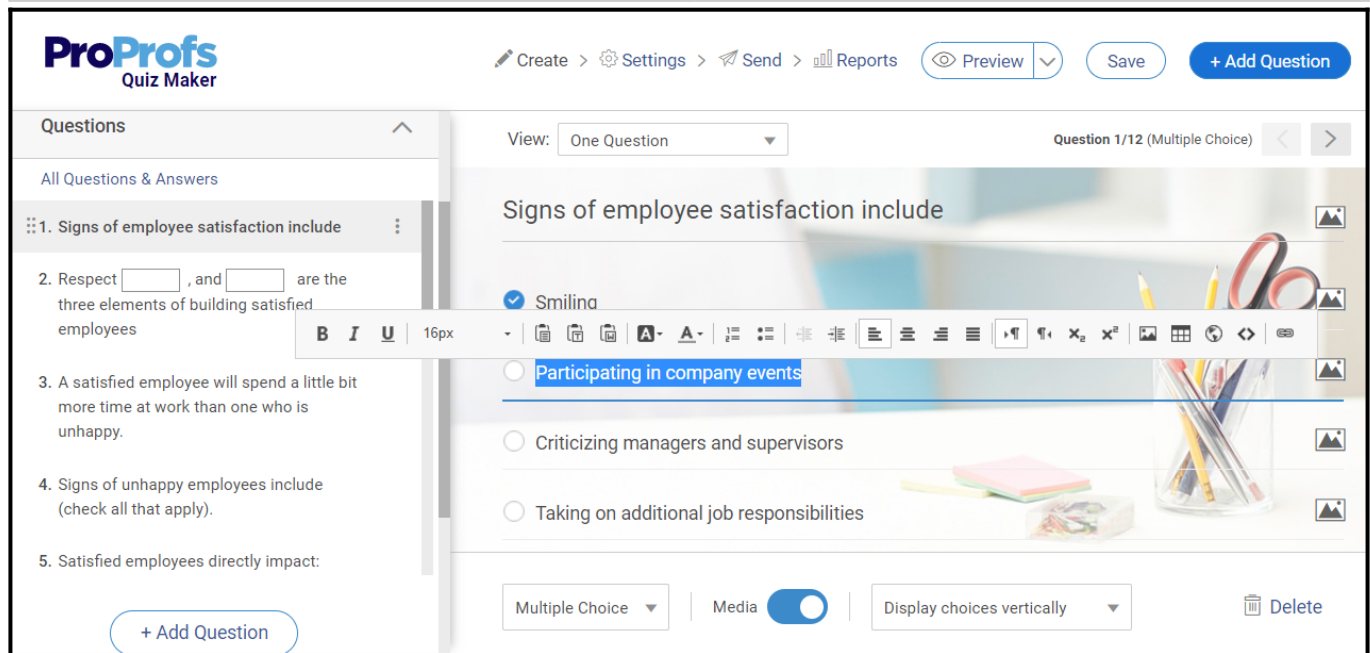 ProProfs
Quiz Maker
Create > Settings > Send > Reports
Preview
Save
+ Add Question
Questions
All Questions & Answers
1. Signs of employee satisfaction include
2. Respect , and are the
three elements of building satisfied
employees
3. A satisfied employee will spend a little bit
more time at work than one who is
unhappy.
4. Signs of unhappy employees include
(check all that apply).
5. Satisfied employees directly impact:
+ Add Question
View: One Question
Question 1/12 (Multiple Choice)
Signs of employee satisfaction include
Smiling
B I U 16px
Participating in company events
Criticizing managers and supervisors
Taking on additional job responsibilities
Multiple Choice
Media
Display choices vertically
Delete